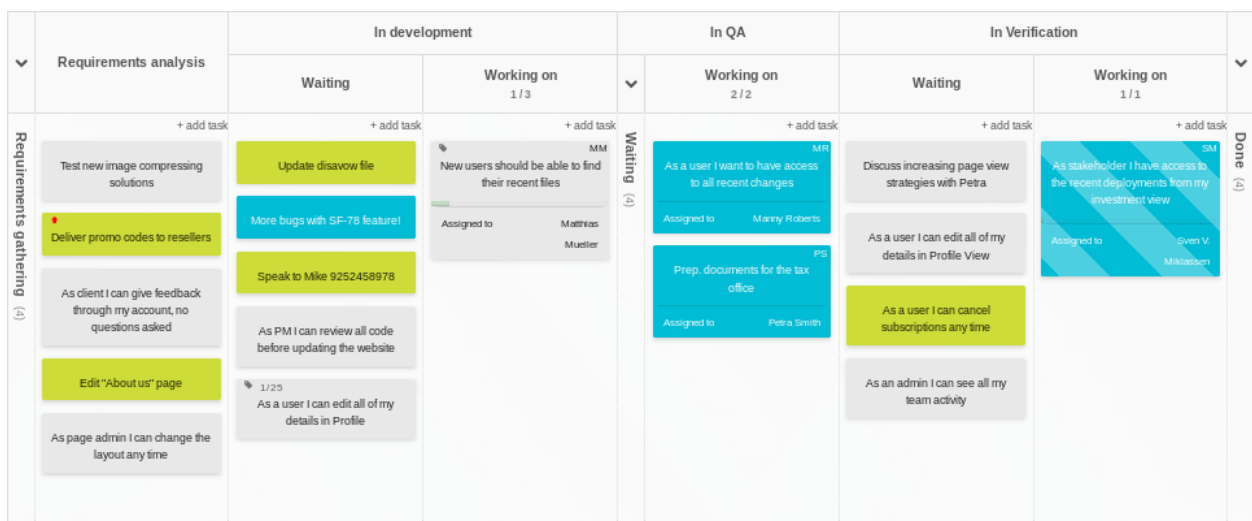 In development
In QA
In Verification
Requirements analysis
Waiting
Working on
1 / 3
Working on
2 / 2
Waiting
Working on
1 / 1
Requirements gathering (4)
+ add task
Test new image compressing
solutions
Deliver promo codes to resellers
As client I can give feedback
through my account, no
questions asked
Edit "About us" page
As page admin I can change the
layout any time
+ add task
Update disavow file
More bugs with SF-78 feature!
Speak to Mike 9252458978
As PM I can review all code
before updating the website
1/25
As a user I can edit all of my
details in Profile
+ add task
MM
New users should be able to find
their recent files
Assigned to Matthias
Mueller
Waiting (4)
+ add task
MR
As a user I want to have access
to all recent changes
Assigned to Manny Roberts
PS
Prep. documents for the tax
office
Assigned to Petra Smith
+ add task
Discuss increasing page view
strategies with Petra
As a user I can edit all of my
details in Profile View
As a user I can cancel
subscriptions any time
As an admin I can see all my
team activity
+ add task
SM
As stakeholder I have access to
the recent deployments from my
investment view
Assigned to Sven V.
Miklassen
Done (4)